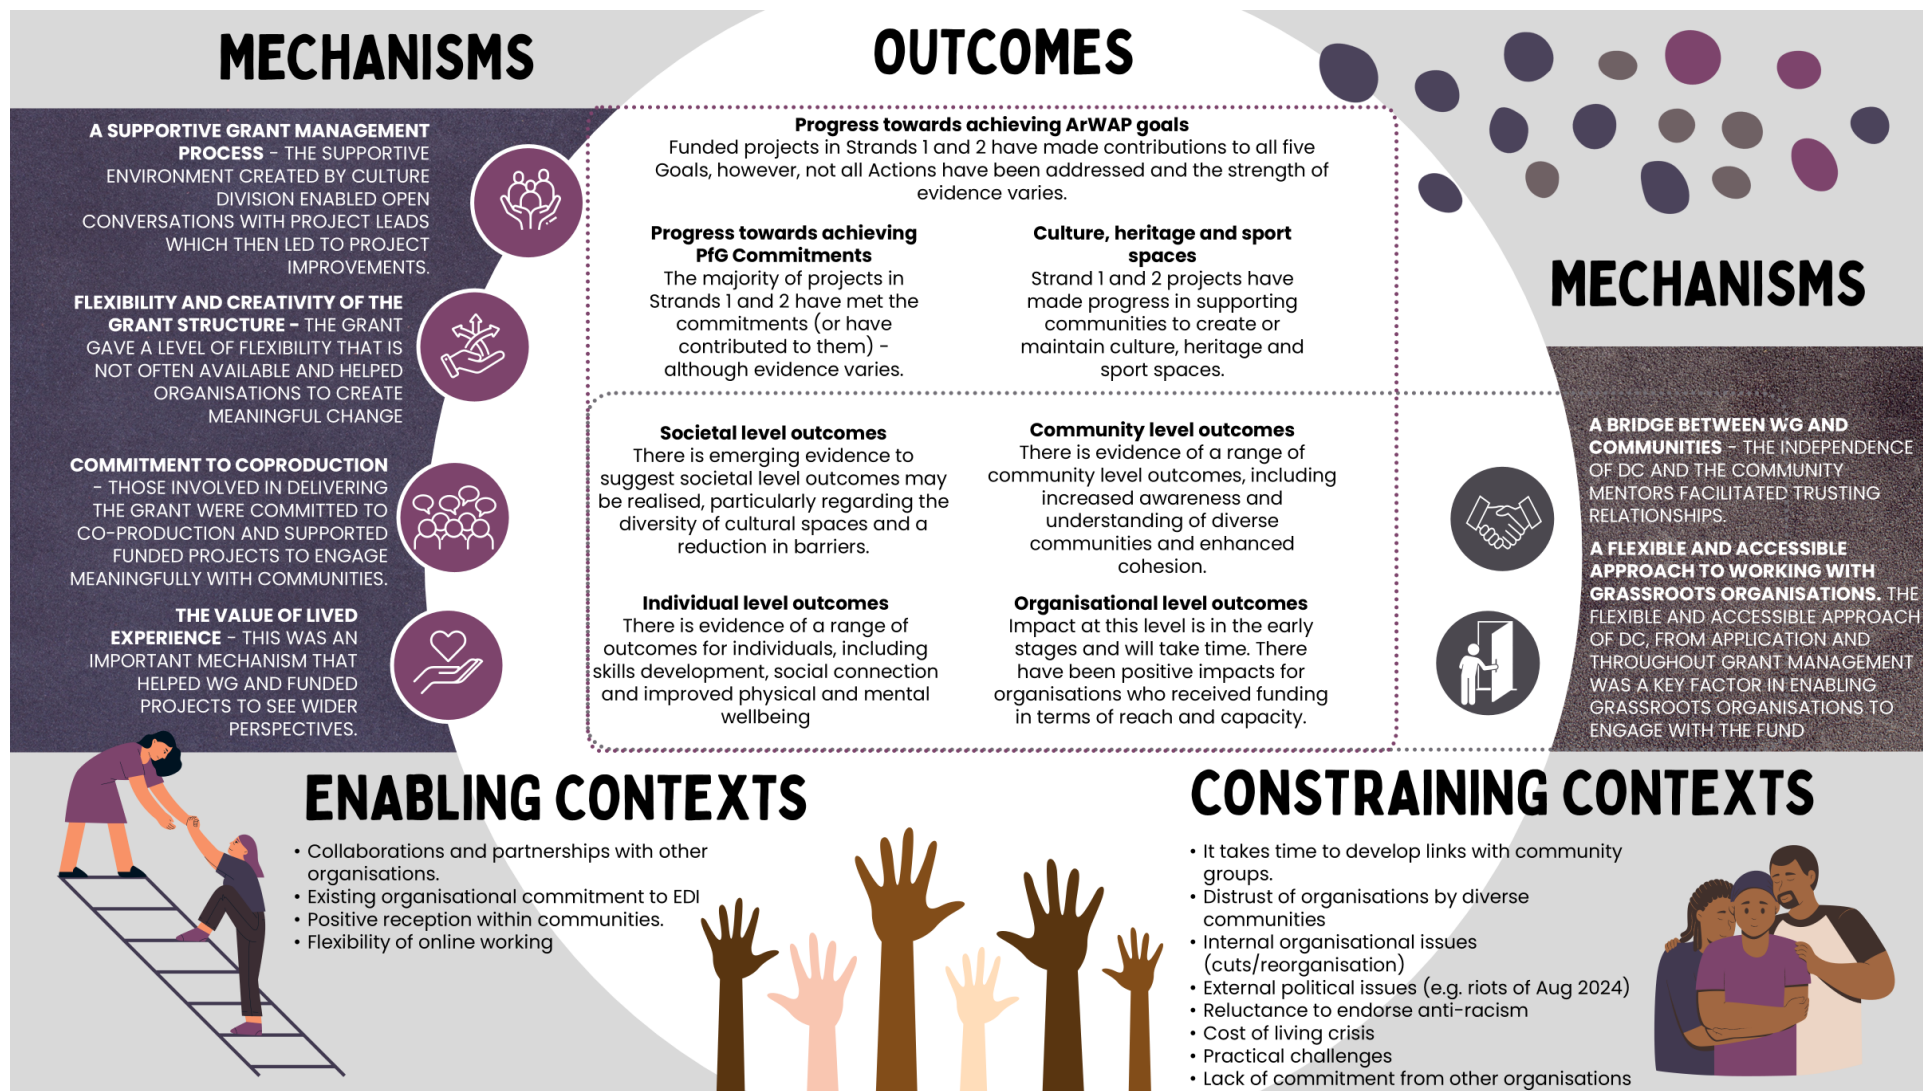 MECHANISMS
A SUPPORTIVE GRANT MANAGEMENT
PROCESS - THE SUPPORTIVE
ENVIRONMENT CREATED BY CULTURE
DIVISION ENABLED OPEN
CONVERSATIONS WITH PROJECT LEADS
WHICH THEN LED TO PROJECT
IMPROVEMENTS.
FLEXIBILITY AND CREATIVITY OF THE
GRANT STRUCTURE - THE GRANT
GAVE A LEVEL OF FLEXIBILITY THAT IS
NOT OFTEN AVAILABLE AND HELPED
ORGANISATIONS TO CREATE
MEANINGFUL CHANGE
COMMITMENT TO COPRODUCTION
- THOSE INVOLVED IN DELIVERING
THE GRANT WERE COMMITTED TO
CO-PRODUCTION AND SUPPORTED
FUNDED PROJECTS TO ENGAGE
MEANINGFULLY WITH COMMUNITIES.
THE VALUE OF LIVED
EXPERIENCE - THIS WAS AN
IMPORTANT MECHANISM THAT
HELPED WG AND FUNDED
PROJECTS TO SEE WIDER
PERSPECTIVES.
OUTCOMES
Progress towards achieving ArWAP goals
Funded projects in Strands 1 and 2 have made contributions to all five
Goals, however, not all Actions have been addressed and the strength of
evidence varies.
Progress towards achieving
PfG Commitments
The majority of projects in
Strands 1 and 2 have met the
commitments (or have
contributed to them) -
although evidence varies.
Culture, heritage and sport
spaces
Strand 1 and 2 projects have
made progress in supporting
communities to create or
maintain culture, heritage and
sport spaces.
Societal level outcomes
There is emerging evidence to
suggest societal level outcomes may
be realised, particularly regarding the
diversity of cultural spaces and a
reduction in barriers.
Community level outcomes
There is evidence of a range of
community level outcomes, including
increased awareness and
understanding of diverse
communities and enhanced
cohesion.
Individual level outcomes
There is evidence of a range of
outcomes for individuals, including
skills development, social connection
and improved physical and mental
wellbeing
Organisational level outcomes
Impact at this level is in the early
stages and will take time. There
have been positive impacts for
organisations who received funding
in terms of reach and capacity.
MECHANISMS
A BRIDGE BETWEEN WG AND
COMMUNITIES - THE INDEPENDENCE
OF DC AND THE COMMUNITY
MENTORS FACILITATED TRUSTING
RELATIONSHIPS.
A FLEXIBLE AND ACCESSIBLE
APPROACH TO WORKING WITH
GRASSROOTS ORGANISATIONS. THE
FLEXIBLE AND ACCESSIBLE APPROACH
OF DC, FROM APPLICATION AND
THROUGHOUT GRANT MANAGEMENT
WAS A KEY FACTOR IN ENABLING
GRASSROOTS ORGANISATIONS TO
ENGAGE WITH THE FUND
ENABLING CONTEXTS
• Collaborations and partnerships with other
organisations.
• Existing organisational commitment to EDI
• Positive reception within communities.
• Flexibility of online working
CONSTRAINING CONTEXTS
• It takes time to develop links with community
groups.
• Distrust of organisations by diverse
communities
• Internal organisational issues
(cuts/reorganisation)
• External political issues (e.g. riots of Aug 2024)
• Reluctance to endorse anti-racism
• Cost of living crisis
• Practical challenges
• Lack of commitment from other organisations